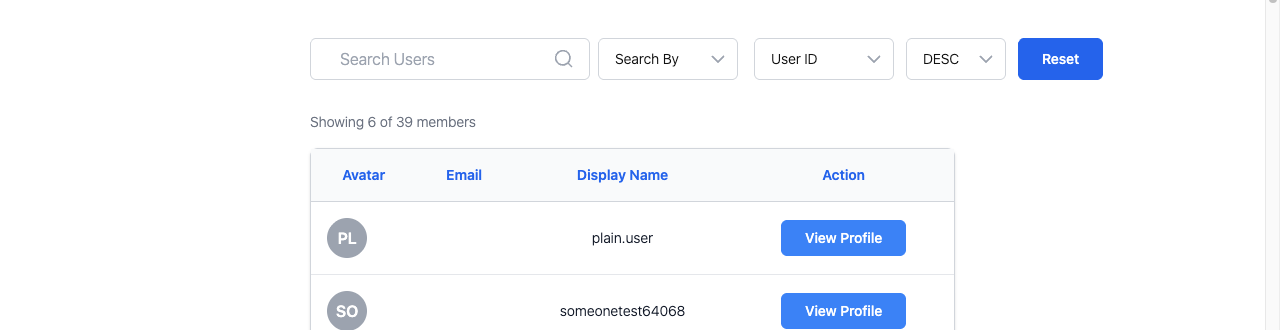 Search Users Search By User ID DESC Reset
Showing 6 of 39 members
Avatar Email Display Name Action
PL plain.user View Profile
SO someonetest64068 View Profile